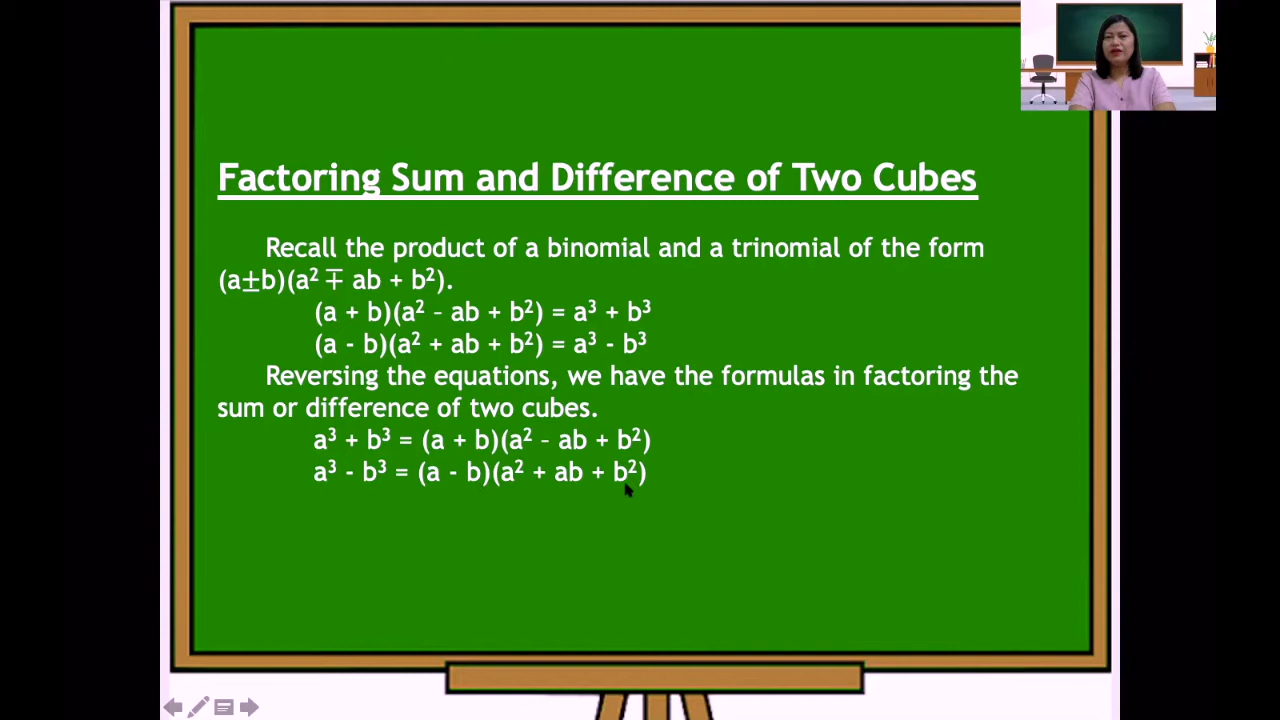 Factoring Sum and Difference of Two Cubes
Recall the product of a binomial and a trinomial of the form
(a±b)(a² ∓ ab + b²).
(a + b)(a² – ab + b²) = a³ + b³
(a - b)(a² + ab + b²) = a³ - b³
Reversing the equations, we have the formulas in factoring the
sum or difference of two cubes.
a³ + b³ = (a + b)(a² – ab + b²)
a³ - b³ = (a - b)(a² + ab + b²)